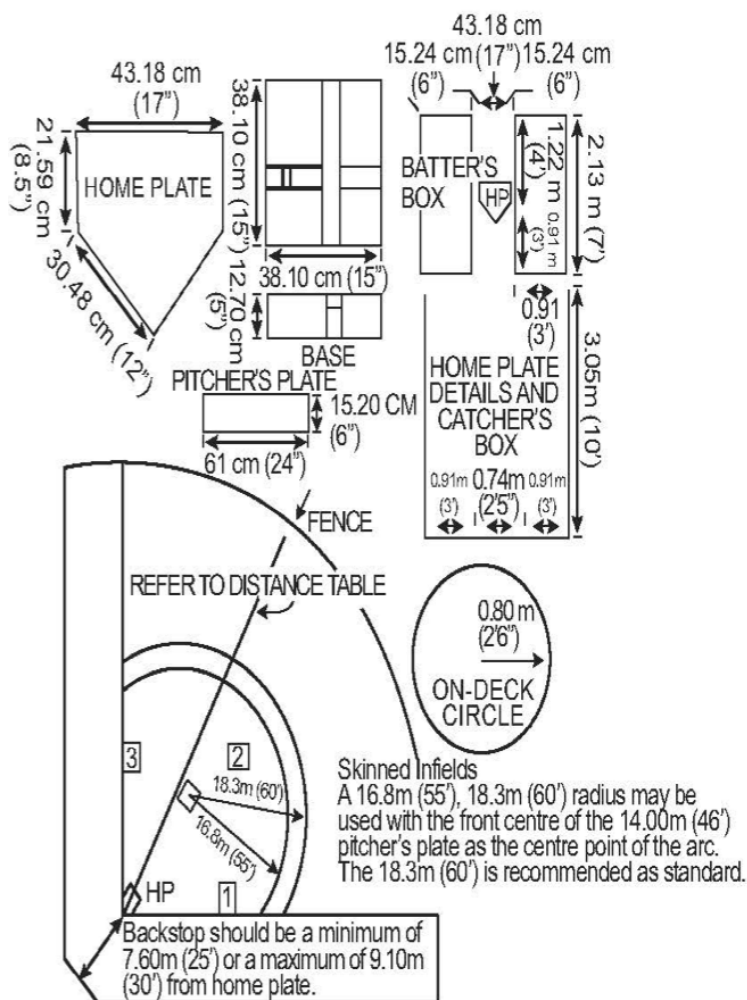 43.18 cm
(17")
21.59 cm
(8.5")
HOME PLATE
30.48 cm (12")
38.10 cm (15")
38.10 cm (15")
12.70 cm
(5")
BASE
43.18 cm
15.24 cm (17") 15.24 cm
(6")
(6")
BATTER'S
BOX
HP
1.22 m
(4')
0.91 m
(3')
2.13 m (7')
0.91
(3')
3.05m (10')
HOME PLATE
DETAILS AND
CATCHER'S
BOX
0.91m 0.74m 0.91m
(3') (2'5") (3')
PITCHER'S PLATE
15.20 CM
(6")
61 cm (24")
FENCE
REFER TO DISTANCE TABLE
0.80 m
(2'6")
ON-DECK
CIRCLE
3
2
18.3m (60')
16.8m (55')
HP
1
Skinned Infields
A 16.8m (55'), 18.3m (60') radius may be
used with the front centre of the 14.00m (46')
pitcher's plate as the centre point of the arc.
The 18.3m (60') is recommended as standard.
Backstop should be a minimum of
7.60m (25') or a maximum of 9.10m
(30') from home plate.